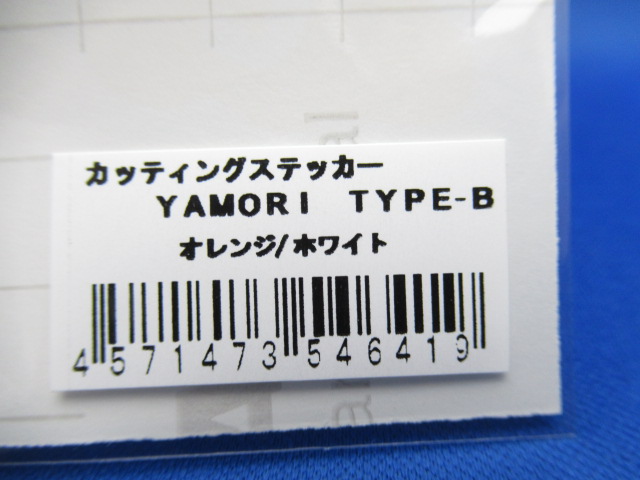 カッティングステッカー
YAMORI TYPE-B
オレンジ/ホワイト
4571473546419